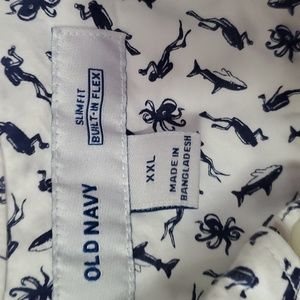 OLD NAVY
SLIM FIT
BUILT-IN FLEX
XXL
MADE IN
BANGLADESH